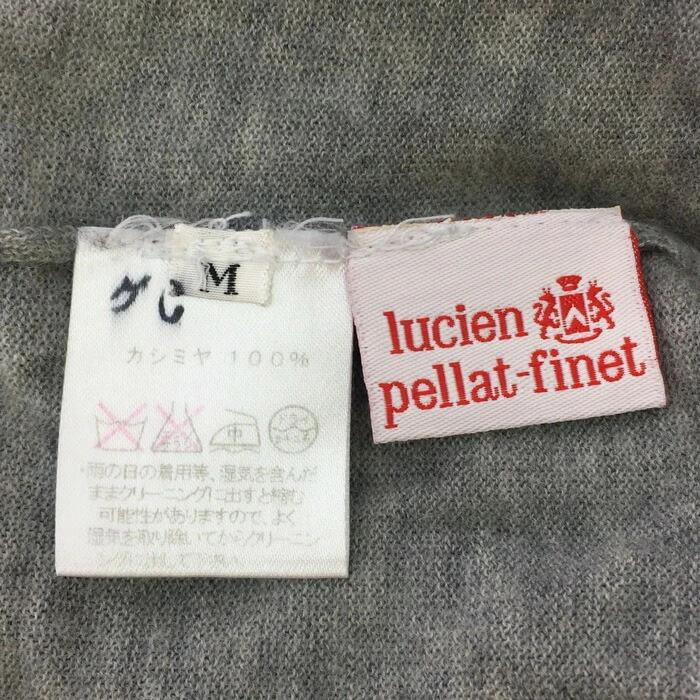 M
カシミヤ 100%
中
・雨の日の着用等、湿気を含んだ
ままクリーニングに出すと縮む
可能性がありますので、よく
湿気を取り除いてからクリーニン
lucien
pellat-finet